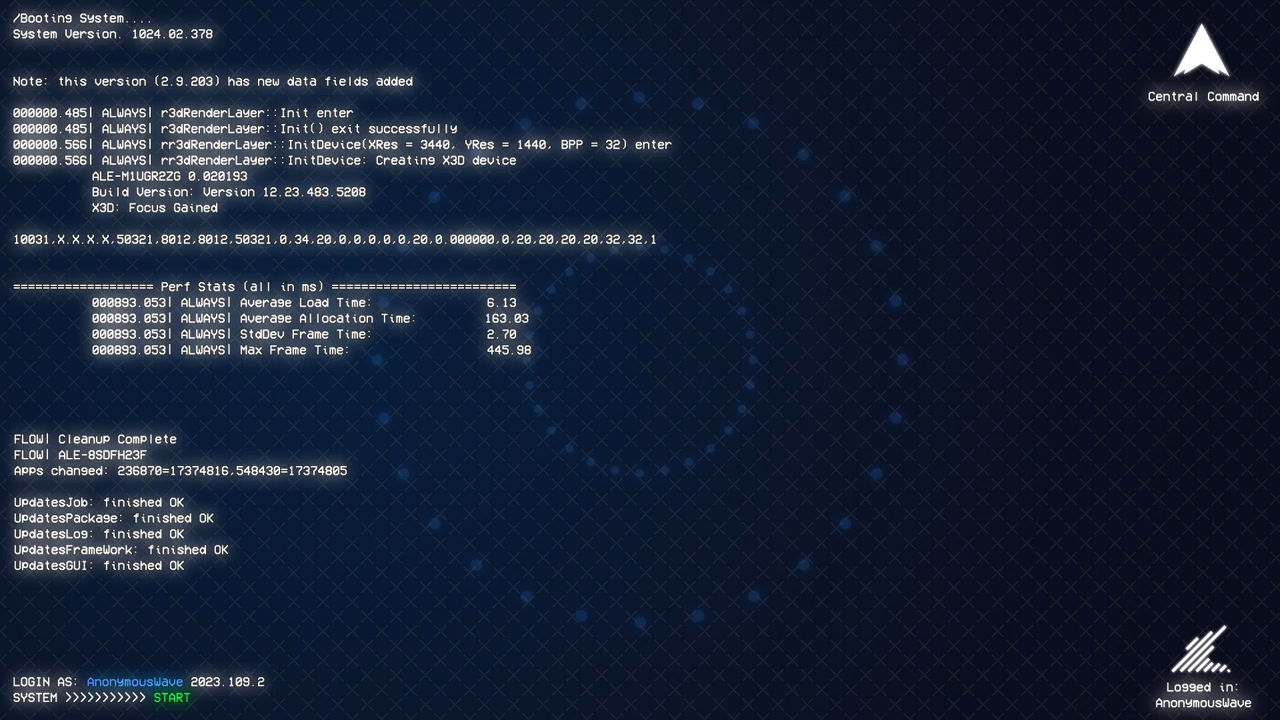 /Booting System....
System Version. 1024.02.378
Note: this version (2.9.203) has new data fields added
000000.485| ALWAYS| r3dRenderLayer::Init enter
000000.485| ALWAYS| r3dRenderLayer::Init() exit successfully
000000.566| ALWAYS| rr3dRenderLayer::InitDevice(XRes = 3440, YRes = 1440, BPP = 32) enter
000000.566| ALWAYS| rr3dRenderLayer::InitDevice: Creating X3D device
ALE-M1UGR2ZG 0.020193
Build Version: Version 12.23.483.5208
X3D: Focus Gained
10031,X.X.X.X,50321,8012,8012,50321,0,34,20,0,0,0,0,0,20,0.000000,0,20,20,20,20,32,32,1
=================== Perf Stats (all in ms) =========================
000893.053| ALWAYS| Average Load Time: 6.13
000893.053| ALWAYS| Average Allocation Time: 163.03
000893.053| ALWAYS| StdDev Frame Time: 2.70
000893.053| ALWAYS| Max Frame Time: 445.98
FLOW| Cleanup Complete
FLOW| ALE-8SDFH23F
Apps changed: 236870=17374816,548430=17374805
UpdatesJob: finished OK
UpdatesPackage: finished OK
UpdatesLog: finished OK
UpdatesFrameWork: finished OK
UpdatesGUI: finished OK
LOGIN AS: AnonymousWave 2023.109.2
SYSTEM >>>>>>>>>>> START
Central Command
Logged in:
AnonymousWave